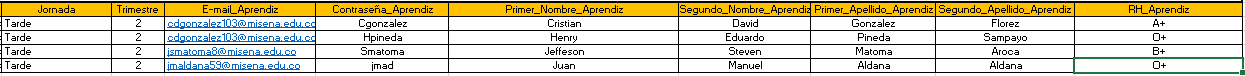 Jornada Trimestre E-mail_Aprendiz Contraseña_Aprendiz Primer_Nombre_Aprendiz Segundo_Nombre_Aprendiz Primer_Apellido_Aprendiz Segundo_Apellido_Aprendiz RH_Aprendiz
Tarde 2 cdgonzalez103@misena.edu.co Cgonzalez Cristian David Gonzalez Florez A+
Tarde 2 cdgonzalez103@misena.edu.co Hpineda Henry Eduardo Pineda Sampayo O+
Tarde 2 jsmatoma8@misena.edu.co Smatoma Jeffeson Steven Matoma Aroca B+
Tarde 2 jmaldana59@misena.edu.co jmad Juan Manuel Aldana Aldana O+